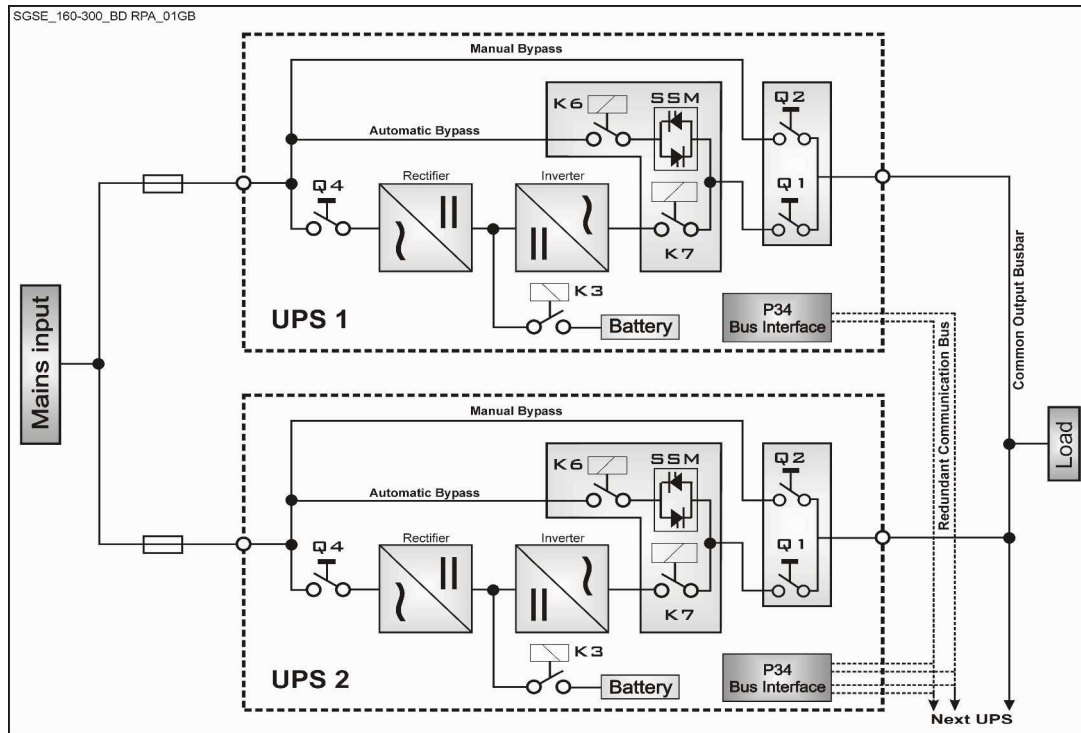 SGSE_160-300_BD RPA_01GB
Manual Bypass
K6
SSM
Q2
Automatic Bypass
Q4
Rectifier
Inverter
Q1
K7
K3
UPS 1
Battery
P34
Bus Interface
Mains input
Redundant Communication Bus
Common Output Busbar
Load
Manual Bypass
K6
SSM
Q2
Automatic Bypass
Q4
Rectifier
Inverter
Q1
K7
K3
UPS 2
Battery
P34
Bus Interface
Next UPS